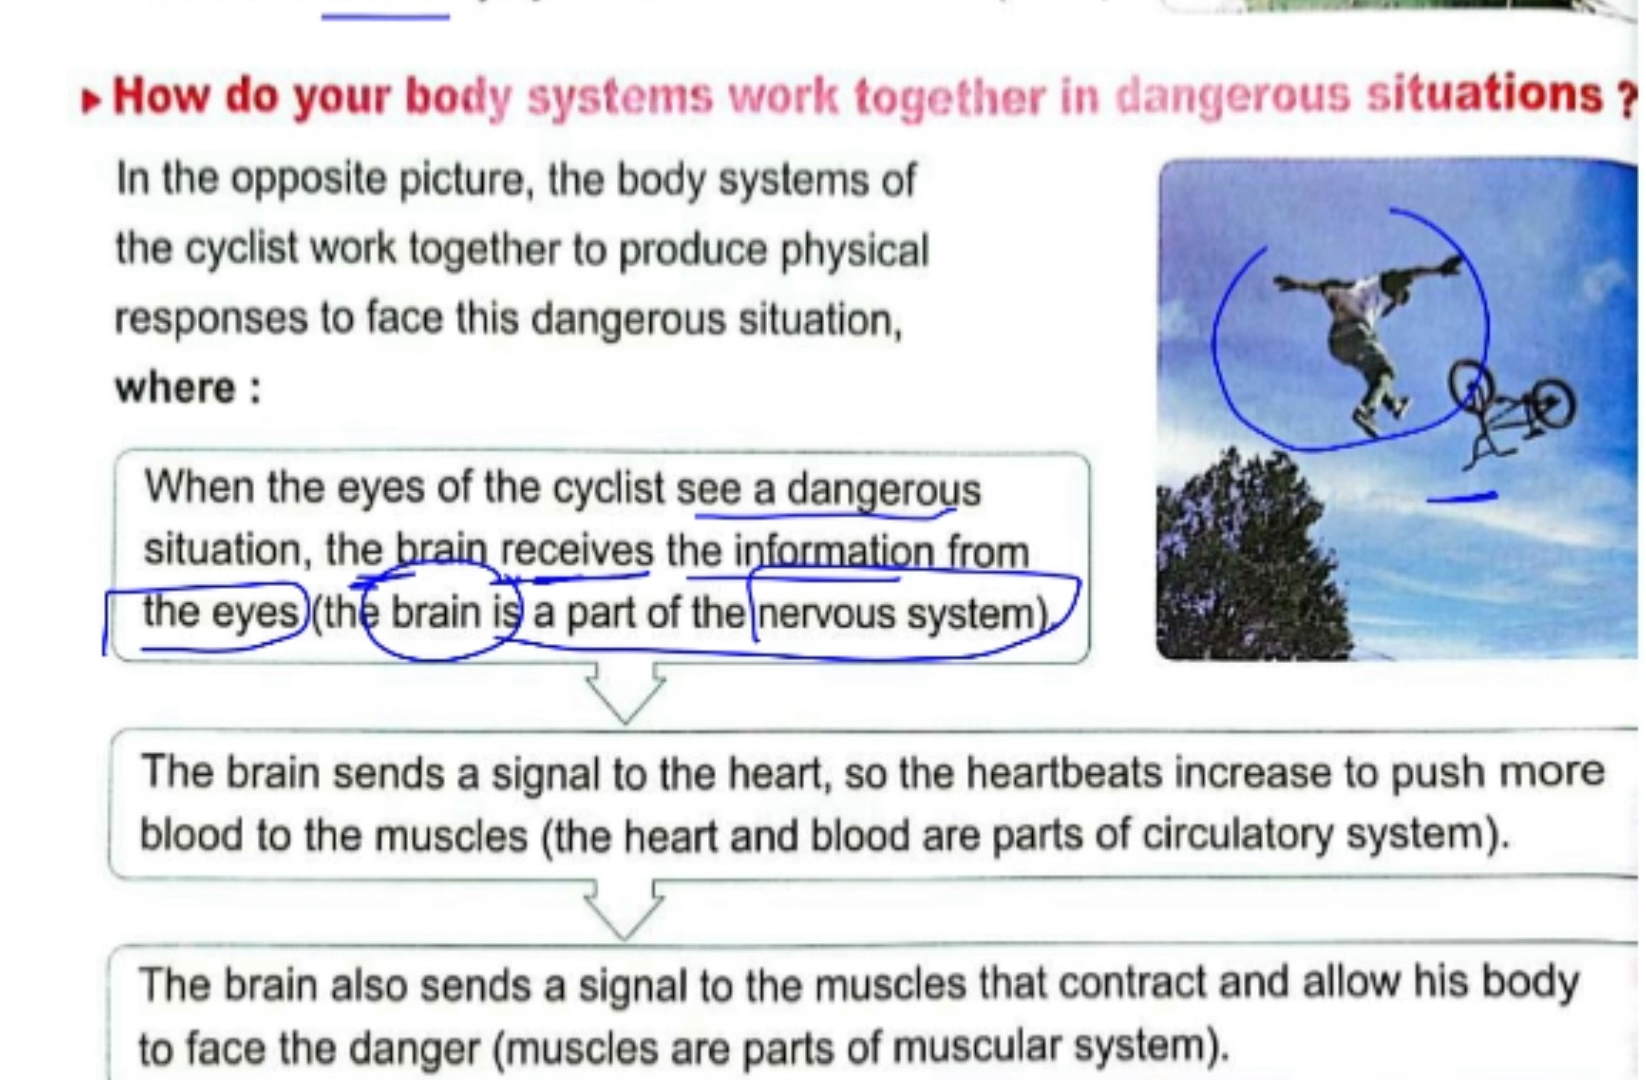 How do your body systems work together in dangerous situations ?
In the opposite picture, the body systems of
the cyclist work together to produce physical
responses to face this dangerous situation,
where :
When the eyes of the cyclist see a dangerous
situation, the brain receives the information from
the eyes (the brain is a part of the nervous system).
The brain sends a signal to the heart, so the heartbeats increase to push more
blood to the muscles (the heart and blood are parts of circulatory system).
The brain also sends a signal to the muscles that contract and allow his body
to face the danger (muscles are parts of muscular system).